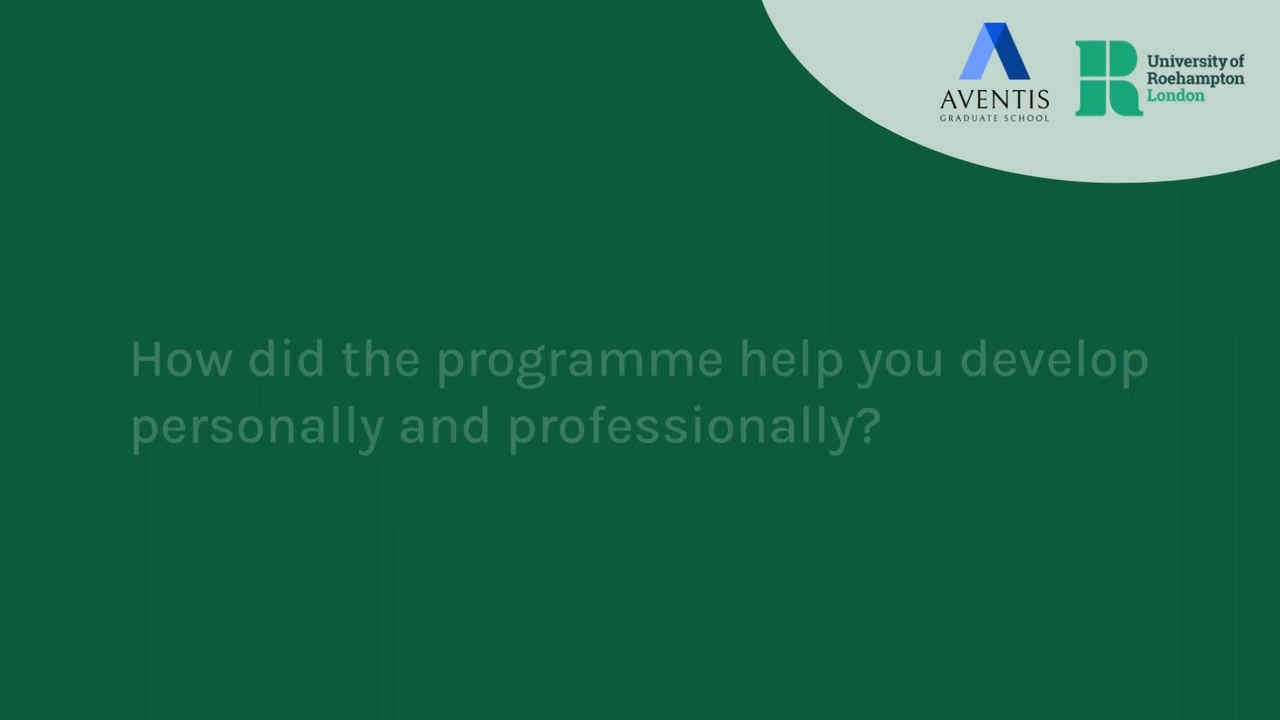 AVENTIS
GRADUATE SCHOOL
University of
Roehampton
London
How did the programme help you develop
personally and professionally?